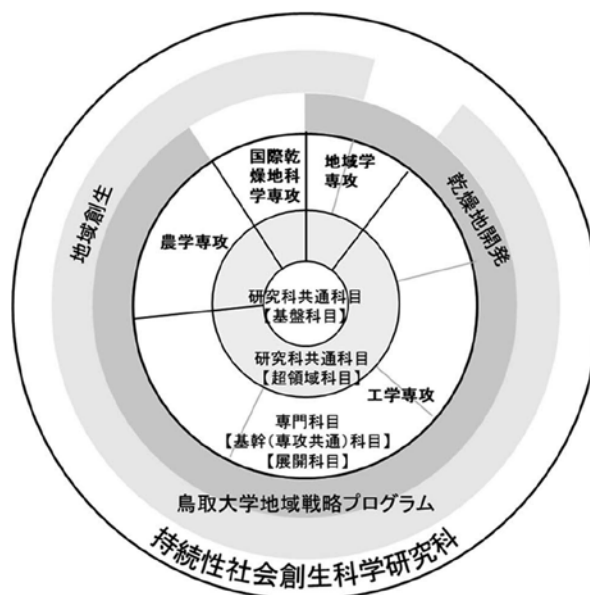 国際乾
燥地科
学専攻
地域学
専攻
地域創生
乾燥地開発
農学専攻
研究科共通科目
【基盤科目】
研究科共通科目
【超領域科目】
工学専攻
専門科目
【基幹(専攻共通)科目】
【展開科目】
鳥取大学地域戦略プログラム
持続性社会創生科学研究科